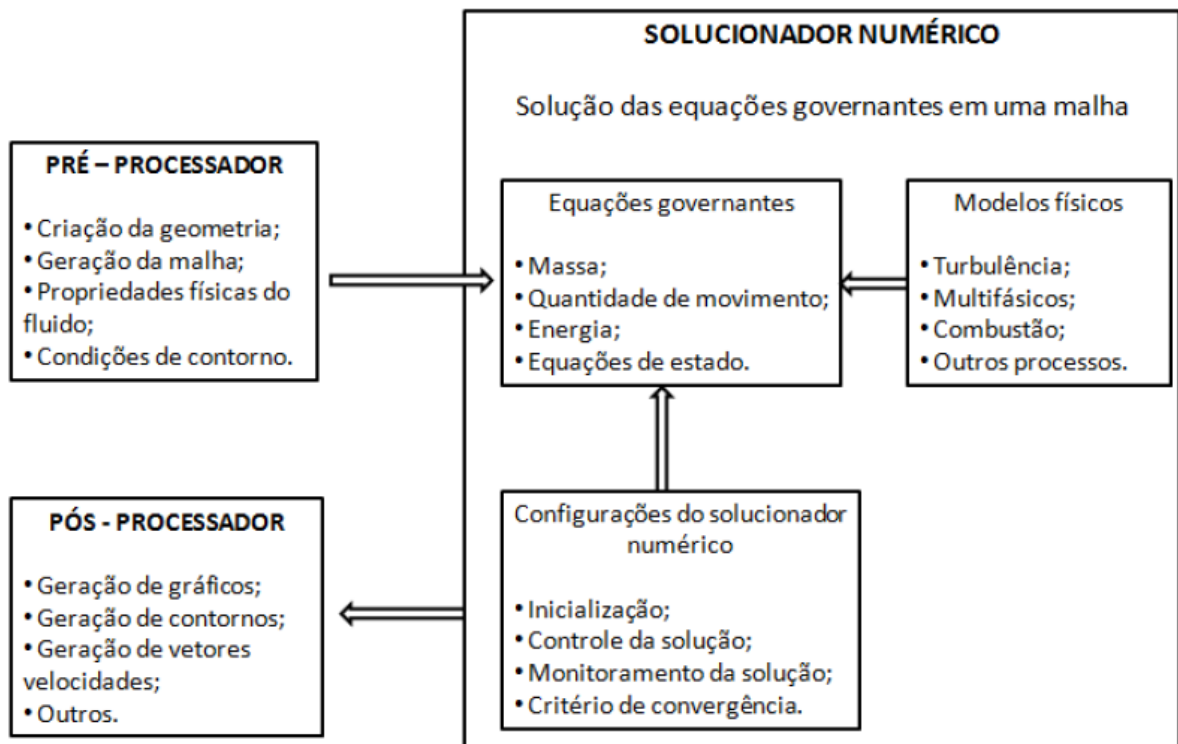 SOLUCIONADOR NUMÉRICO
Solução das equações governantes em uma malha
PRÉ – PROCESSADOR
• Criação da geometria;
• Geração da malha;
• Propriedades físicas do
fluido;
• Condições de contorno.
Equações governantes
• Massa;
• Quantidade de movimento;
• Energia;
• Equações de estado.
Modelos físicos
• Turbulência;
• Multifásicos;
• Combustão;
• Outros processos.
PÓS - PROCESSADOR
• Geração de gráficos;
• Geração de contornos;
• Geração de vetores
velocidades;
• Outros.
Configurações do solucionador
numérico
• Inicialização;
• Controle da solução;
• Monitoramento da solução;
• Critério de convergência.